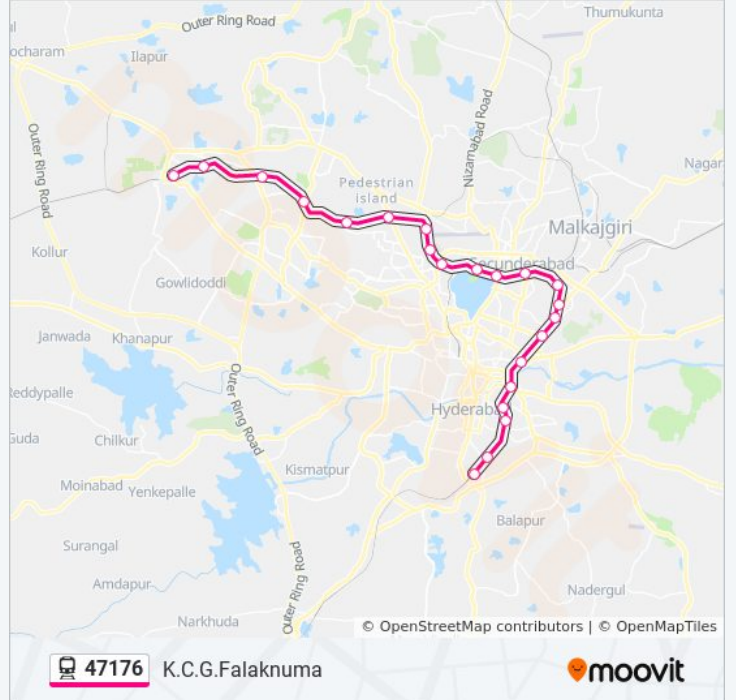 Outer Ring Road
Thumukunta
ocharam
Ilapur
Outer Ring Road
Nizamabad Road
Nagar
Pedestrian
island
Malkajgiri
Kollur
Secunderabad
Gowlidoddi
Janwada
Khanapur
Outer Ring Road
Reddypalle
Hyderabad
Guda
Chilkur
Kismatpur
Moinabad
Yenkepalle
Balapur
Surangal
Outer Ring Road
Amdapur
Nadergul
Narkhuda
© OpenStreetMap contributors | © OpenMapTiles
47176 K.C.G.Falaknuma
moovit